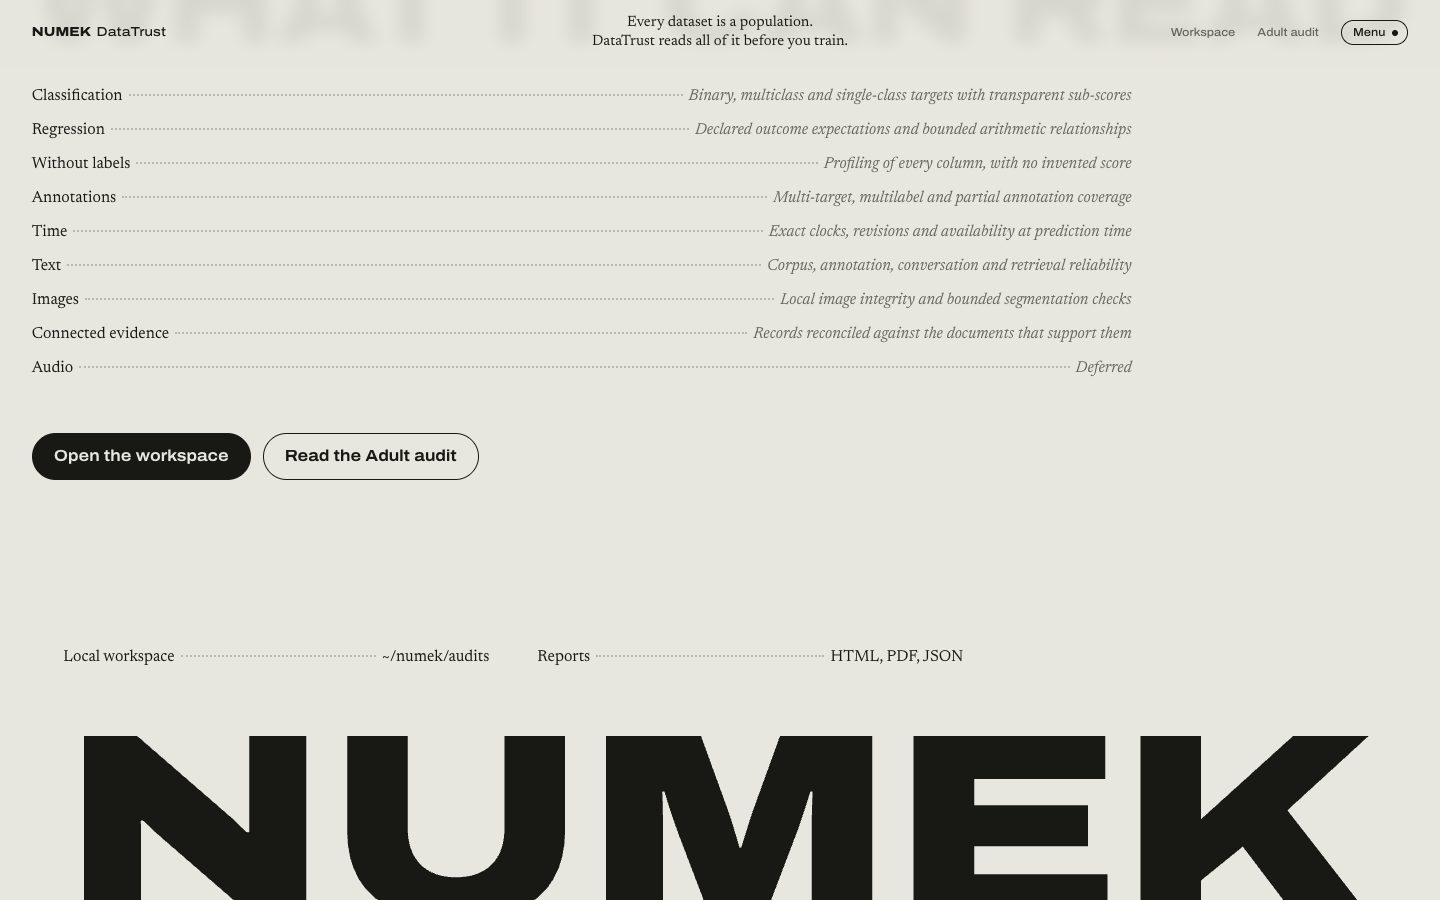 WHAT IT CAN READ
NUMEK DataTrust
Every dataset is a population.
DataTrust reads all of it before you train.
Workspace
Adult audit
Menu
Classification
Binary, multiclass and single-class targets with transparent sub-scores
Regression
Declared outcome expectations and bounded arithmetic relationships
Without labels
Profiling of every column, with no invented score
Annotations
Multi-target, multilabel and partial annotation coverage
Time
Exact clocks, revisions and availability at prediction time
Text
Corpus, annotation, conversation and retrieval reliability
Images
Local image integrity and bounded segmentation checks
Connected evidence
Records reconciled against the documents that support them
Audio
Deferred
Open the workspace
Read the Adult audit
Local workspace
~/numek/audits
Reports
HTML, PDF, JSON
NUMEK